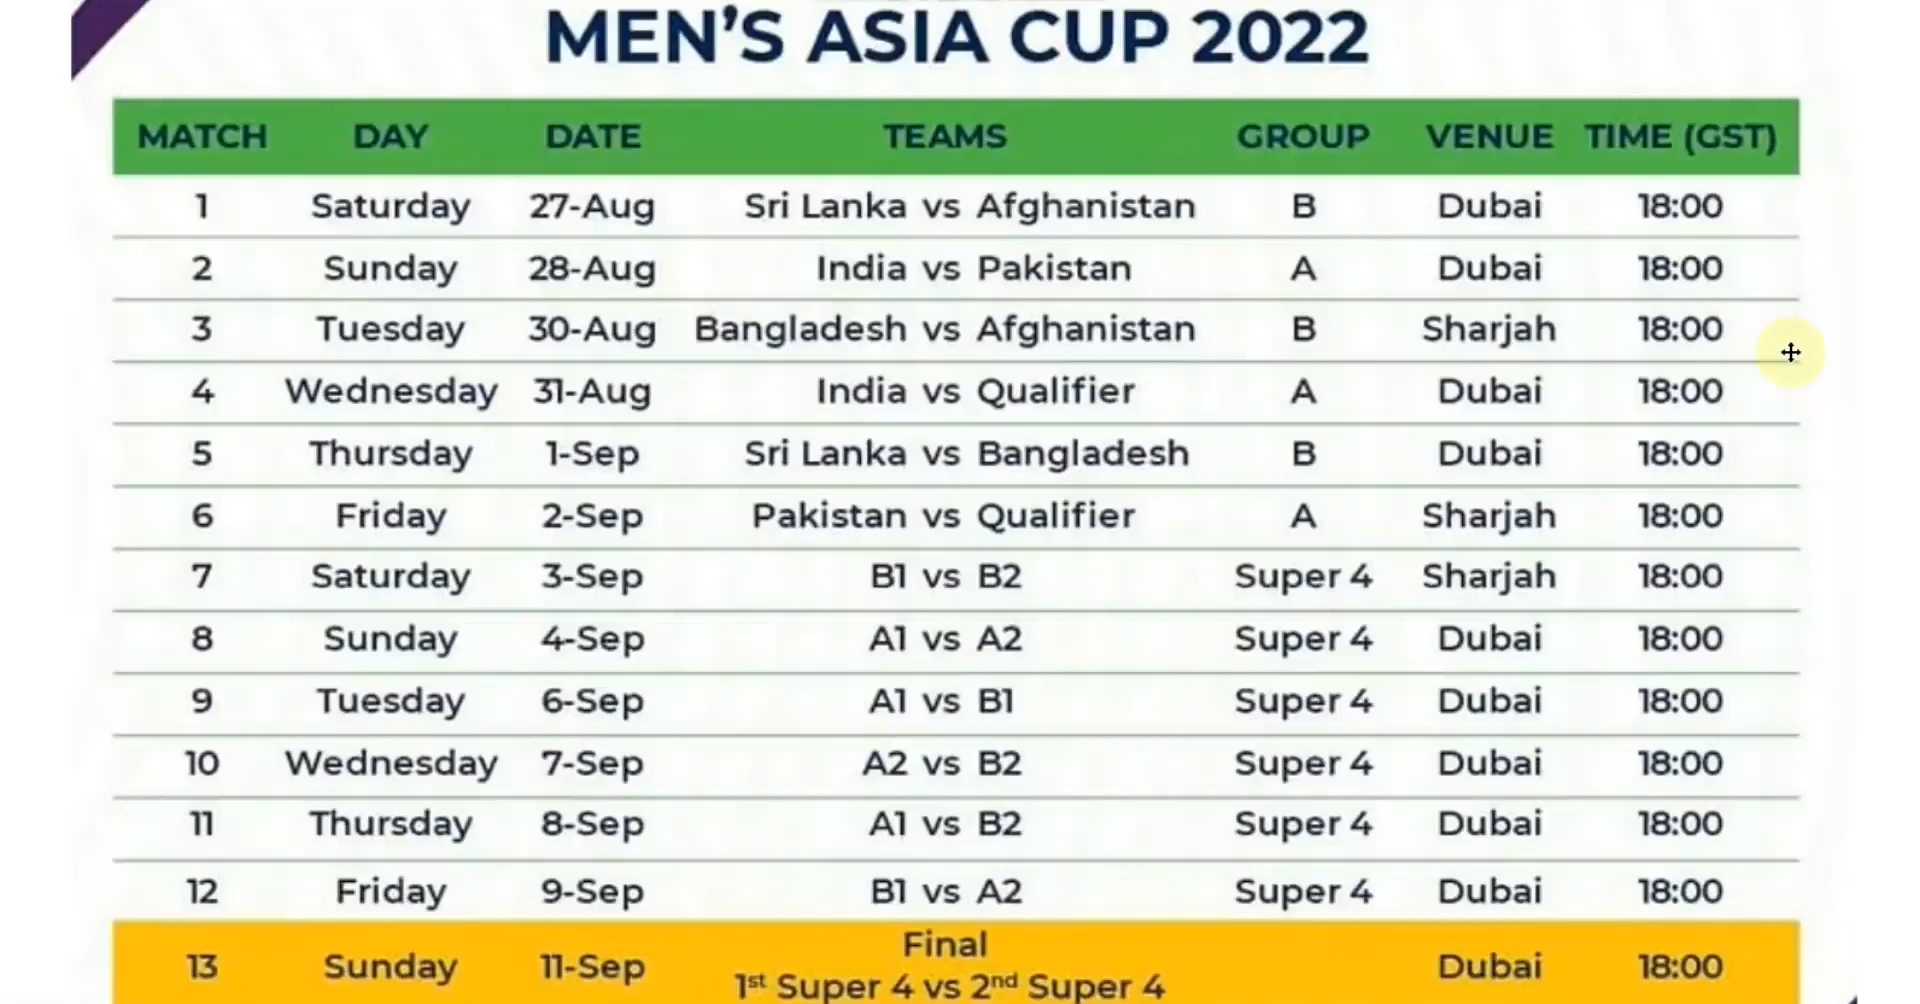 MEN'S ASIA CUP 2022
MATCH DAY DATE TEAMS GROUP VENUE TIME (GST)
1 Saturday 27-Aug Sri Lanka vs Afghanistan B Dubai 18:00
2 Sunday 28-Aug India vs Pakistan A Dubai 18:00
3 Tuesday 30-Aug Bangladesh vs Afghanistan B Sharjah 18:00
4 Wednesday 31-Aug India vs Qualifier A Dubai 18:00
5 Thursday 1-Sep Sri Lanka vs Bangladesh B Dubai 18:00
6 Friday 2-Sep Pakistan vs Qualifier A Sharjah 18:00
7 Saturday 3-Sep B1 vs B2 Super 4 Sharjah 18:00
8 Sunday 4-Sep A1 vs A2 Super 4 Dubai 18:00
9 Tuesday 6-Sep A1 vs B1 Super 4 Dubai 18:00
10 Wednesday 7-Sep A2 vs B2 Super 4 Dubai 18:00
11 Thursday 8-Sep A1 vs B2 Super 4 Dubai 18:00
12 Friday 9-Sep B1 vs A2 Super 4 Dubai 18:00
13 Sunday 11-Sep Final Dubai 18:00
1st Super 4 vs 2nd Super 4